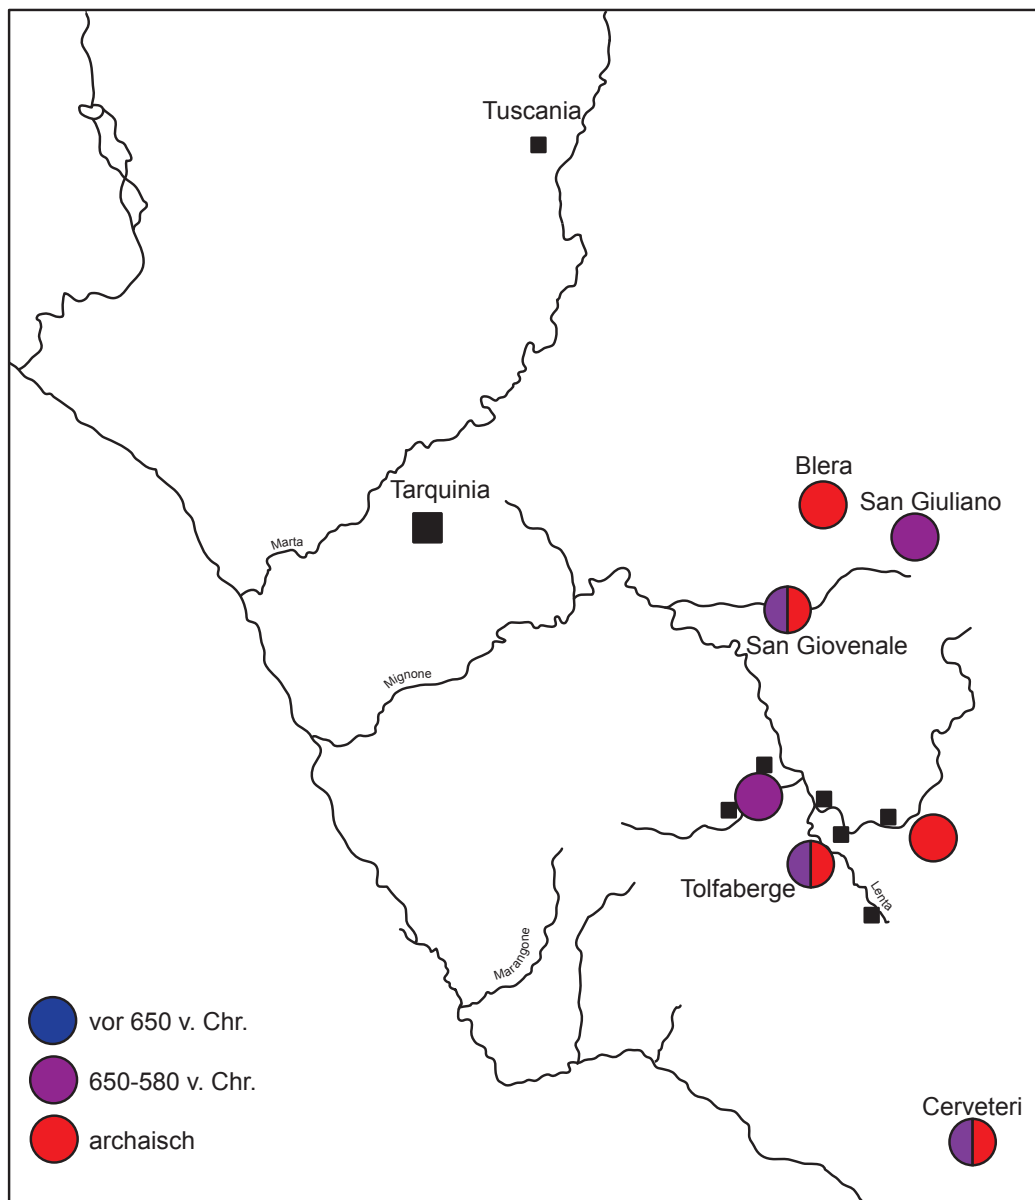 Tuscania
Blera
San Giuliano
Tarquinia
Marta
San Giovenale
Mignone
Tolfaberge
Lenta
Marangone
vor 650 v. Chr.
650-580 v. Chr.
archaisch
Cerveteri